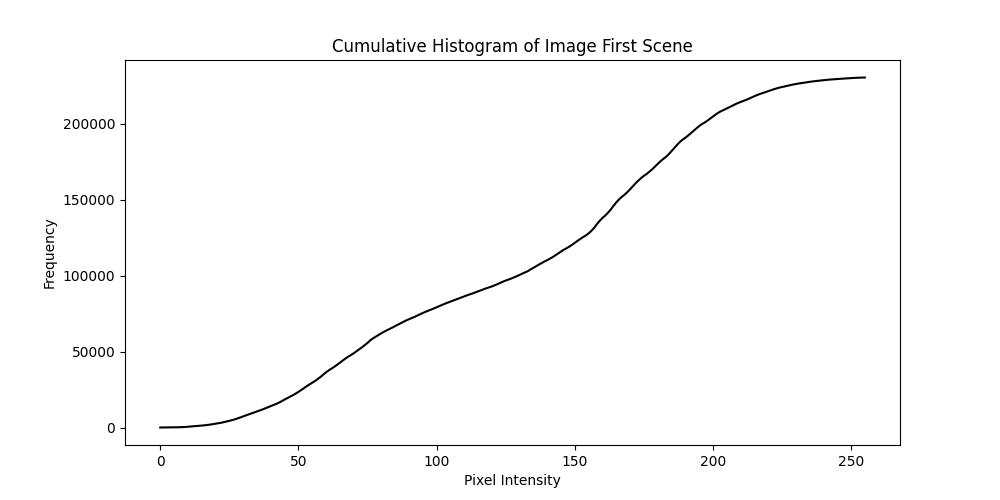 Cumulative Histogram of Image First Scene
200000
150000
100000
50000
0
Frequency
0 50 100 150 200 250
Pixel Intensity